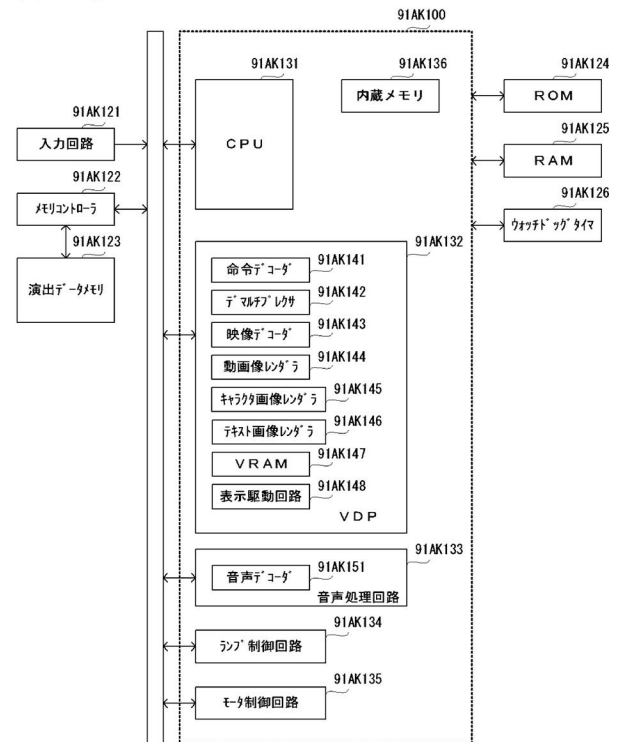 91AK100
91AK131
91AK136
91AK124
CPU
内蔵メモリ
ROM
91AK121
入力回路
91AK125
RAM
91AK122
メモリコントローラ
91AK126
ウォッチドッグタイマ
91AK123
演出データメモリ
91AK132
命令デコーダ
91AK141
デマルチプレクサ
91AK142
映像デコーダ
91AK143
動画像レンダラ
91AK144
キャラクタ画像レンダラ
91AK145
テキスト画像レンダラ
91AK146
VRAM
91AK147
表示駆動回路
91AK148
VDP
91AK133
音声デコーダ
91AK151
音声処理回路
91AK134
ランプ制御回路
91AK135
モータ制御回路